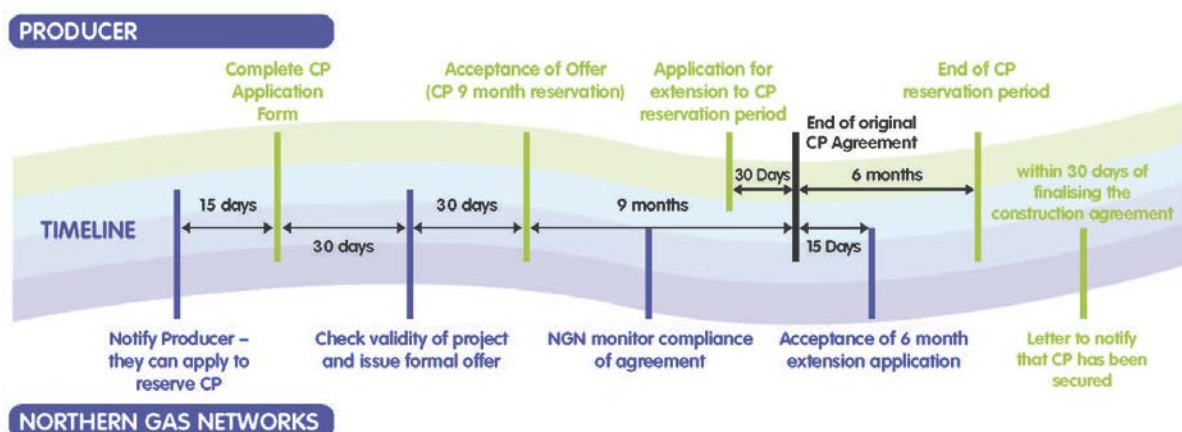 PRODUCER
Complete CP
Application
Form
Acceptance of Offer
(CP 9 month reservation)
Application for
extension to CP
reservation period
End of CP
reservation period
End of original
CP Agreement
within 30 days of
finalising the
construction agreement
TIMELINE
15 days
30 days
30 days
9 months
30 Days
6 months
15 Days
Notify Producer –
they can apply to
reserve CP
Check validity of project
and issue formal offer
NGN monitor compliance
of agreement
Acceptance of 6 month
extension application
Letter to notify
that CP has been
secured
NORTHERN GAS NETWORKS